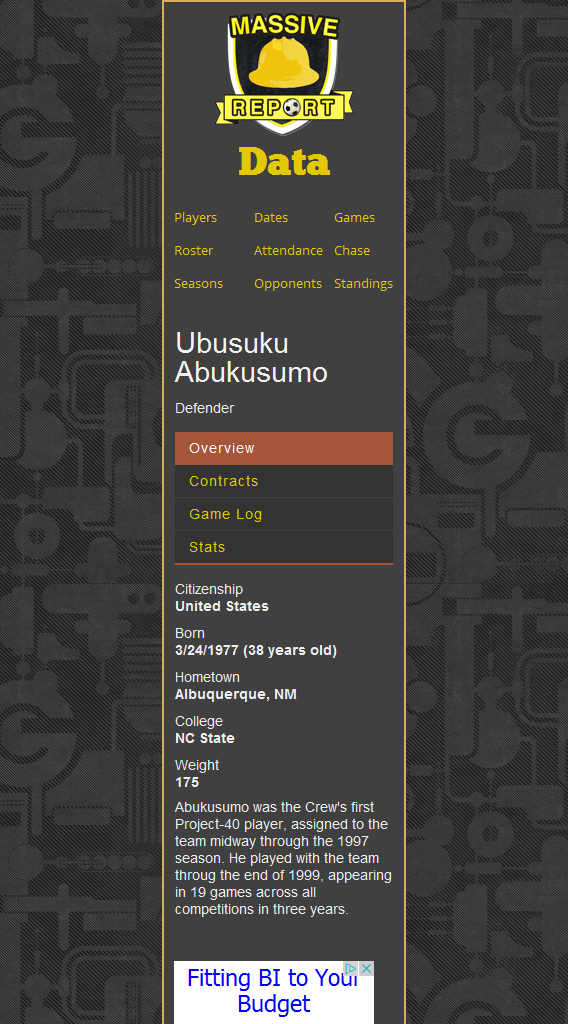 MASSIVE
REPORT
Data
Players Dates Games
Roster Attendance Chase
Seasons Opponents Standings
Ubusuku
Abukusumo
Defender
Overview
Contracts
Game Log
Stats
Citizenship
United States
Born
3/24/1977 (38 years old)
Hometown
Albuquerque, NM
College
NC State
Weight
175
Abukusumo was the Crew's first
Project-40 player, assigned to the
team midway through the 1997
season. He played with the team
throug the end of 1999, appearing
in 19 games across all
competitions in three years.
Fitting BI to Your
Budget